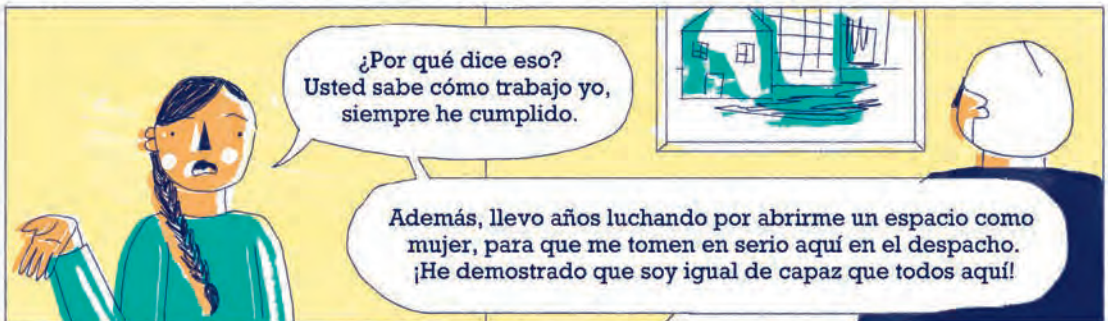 ¿Por qué dice eso?
Usted sabe cómo trabajo yo,
siempre he cumplido.
Además, llevo años luchando por abrirme un espacio como
mujer, para que me tomen en serio aquí en el despacho.
¡He demostrado que soy igual de capaz que todos aquí!